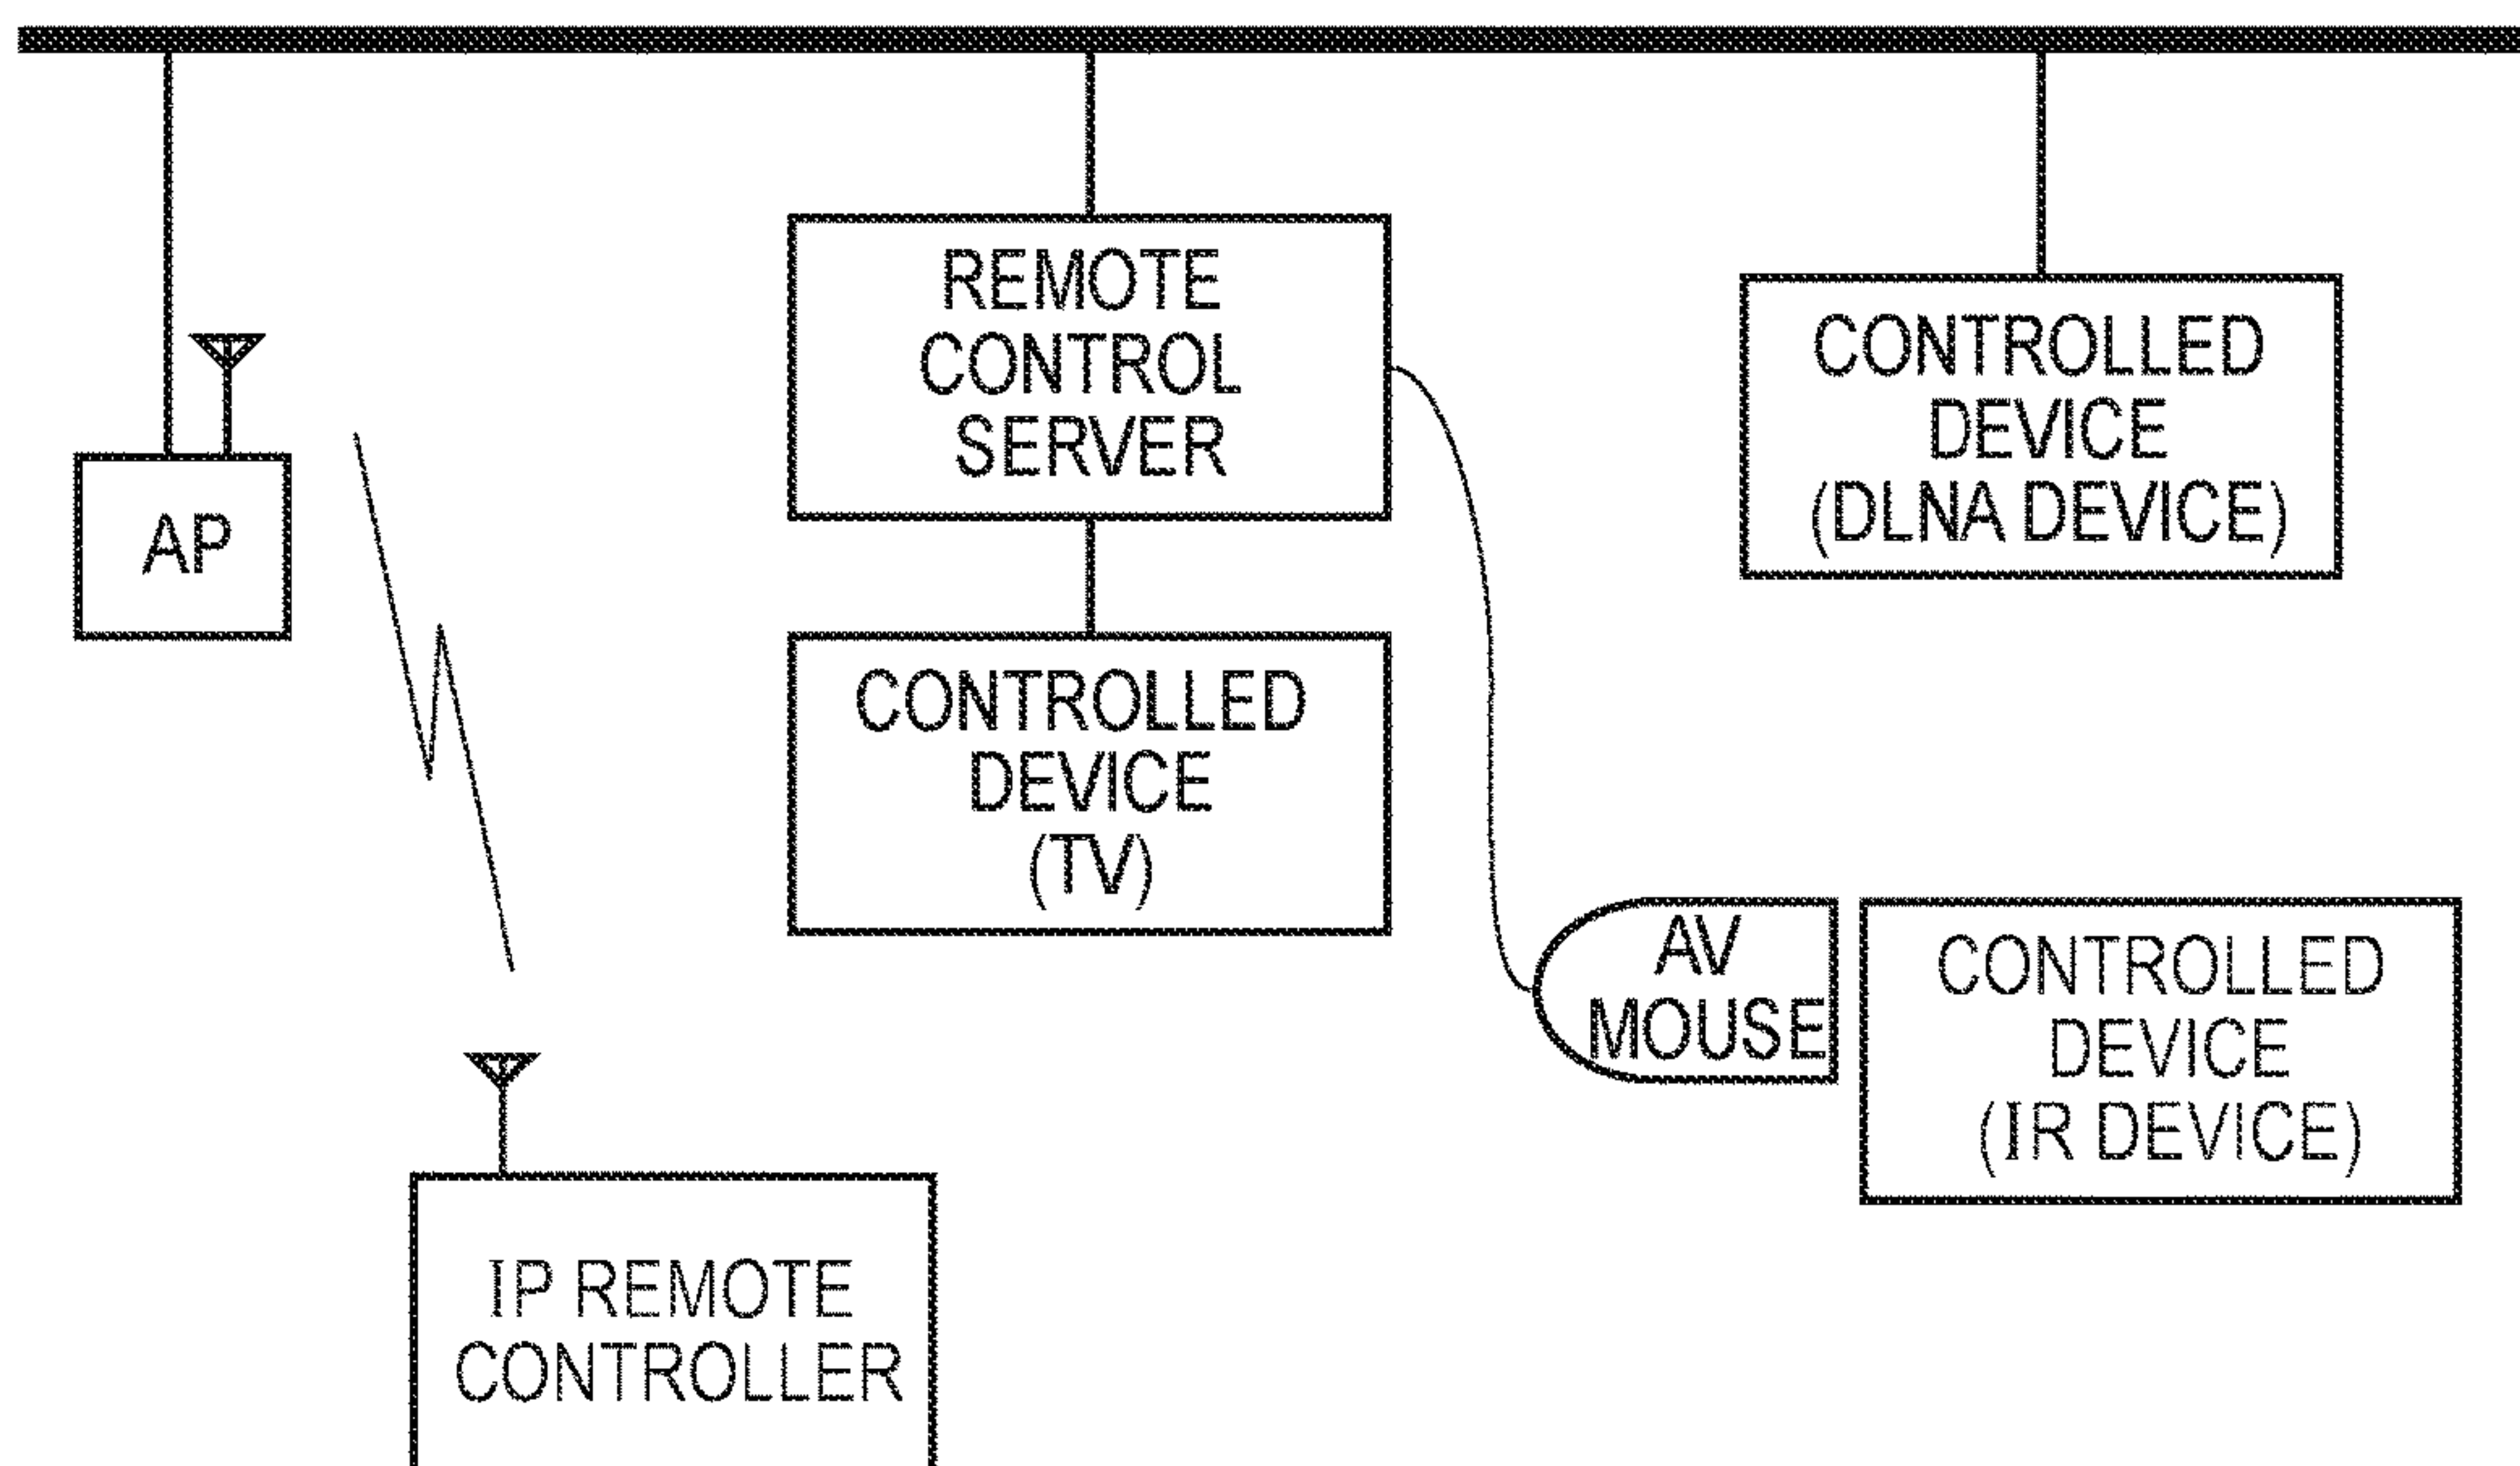 REMOTE
CONTROL
SERVER
CONTROLLED
DEVICE
(DLNA DEVICE)
AP
CONTROLLED
DEVICE
(TV)
AV
MOUSE
CONTROLLED
DEVICE
(IR DEVICE)
IP REMOTE
CONTROLLER